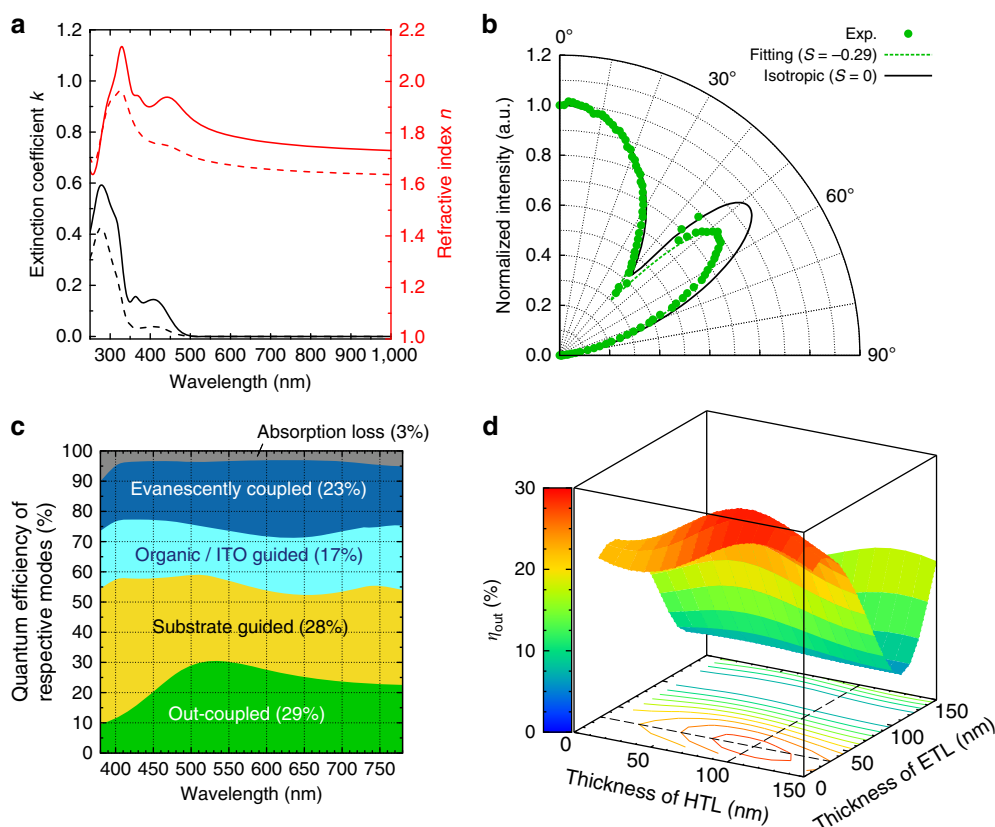 a
1.2
1.0
0.8
0.6
0.4
0.2
0.0
Extinction coefficient k
2.2
2.0
1.8
1.6
1.4
1.2
1.0
Refractive index n
300 400 500 600 700 800 900 1,000
Wavelength (nm)
b
Exp.
Fitting (S = –0.29)
Isotropic (S = 0)
0°
30°
60°
90°
1.2
1.0
0.8
0.6
0.4
0.2
0.0
Normalized intensity (a.u.)
c
Absorption loss (3%)
Evanescently coupled (23%)
Organic / ITO guided (17%)
Substrate guided (28%)
Out-coupled (29%)
100
90
80
70
60
50
40
30
20
10
0
Quantum efficiency of
respective modes (%)
400 450 500 550 600 650 700 750
Wavelength (nm)
d
30
20
10
0
ηout (%)
0 50 100 150
Thickness of HTL (nm)
0 50 100 150
Thickness of ETL (nm)